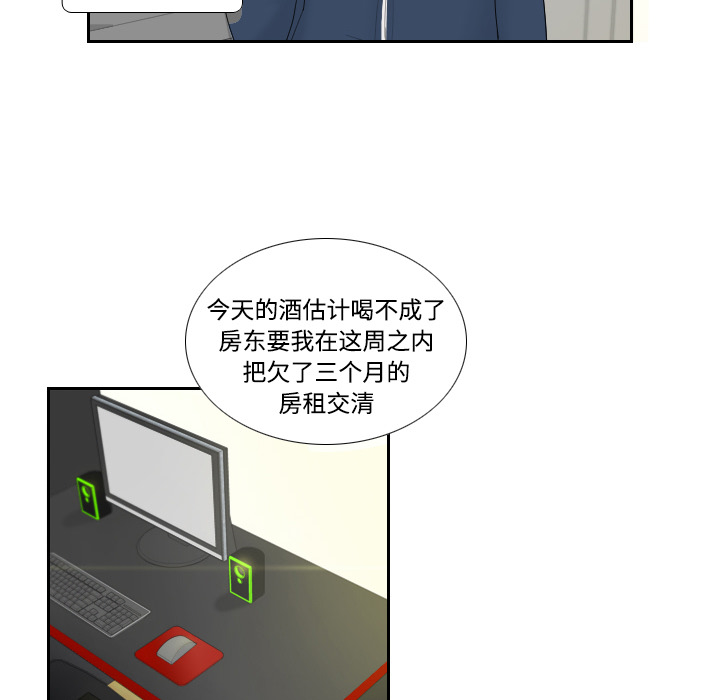 今天的酒估计喝不成了
房东要我在这周之内
把欠了三个月的
房租交清